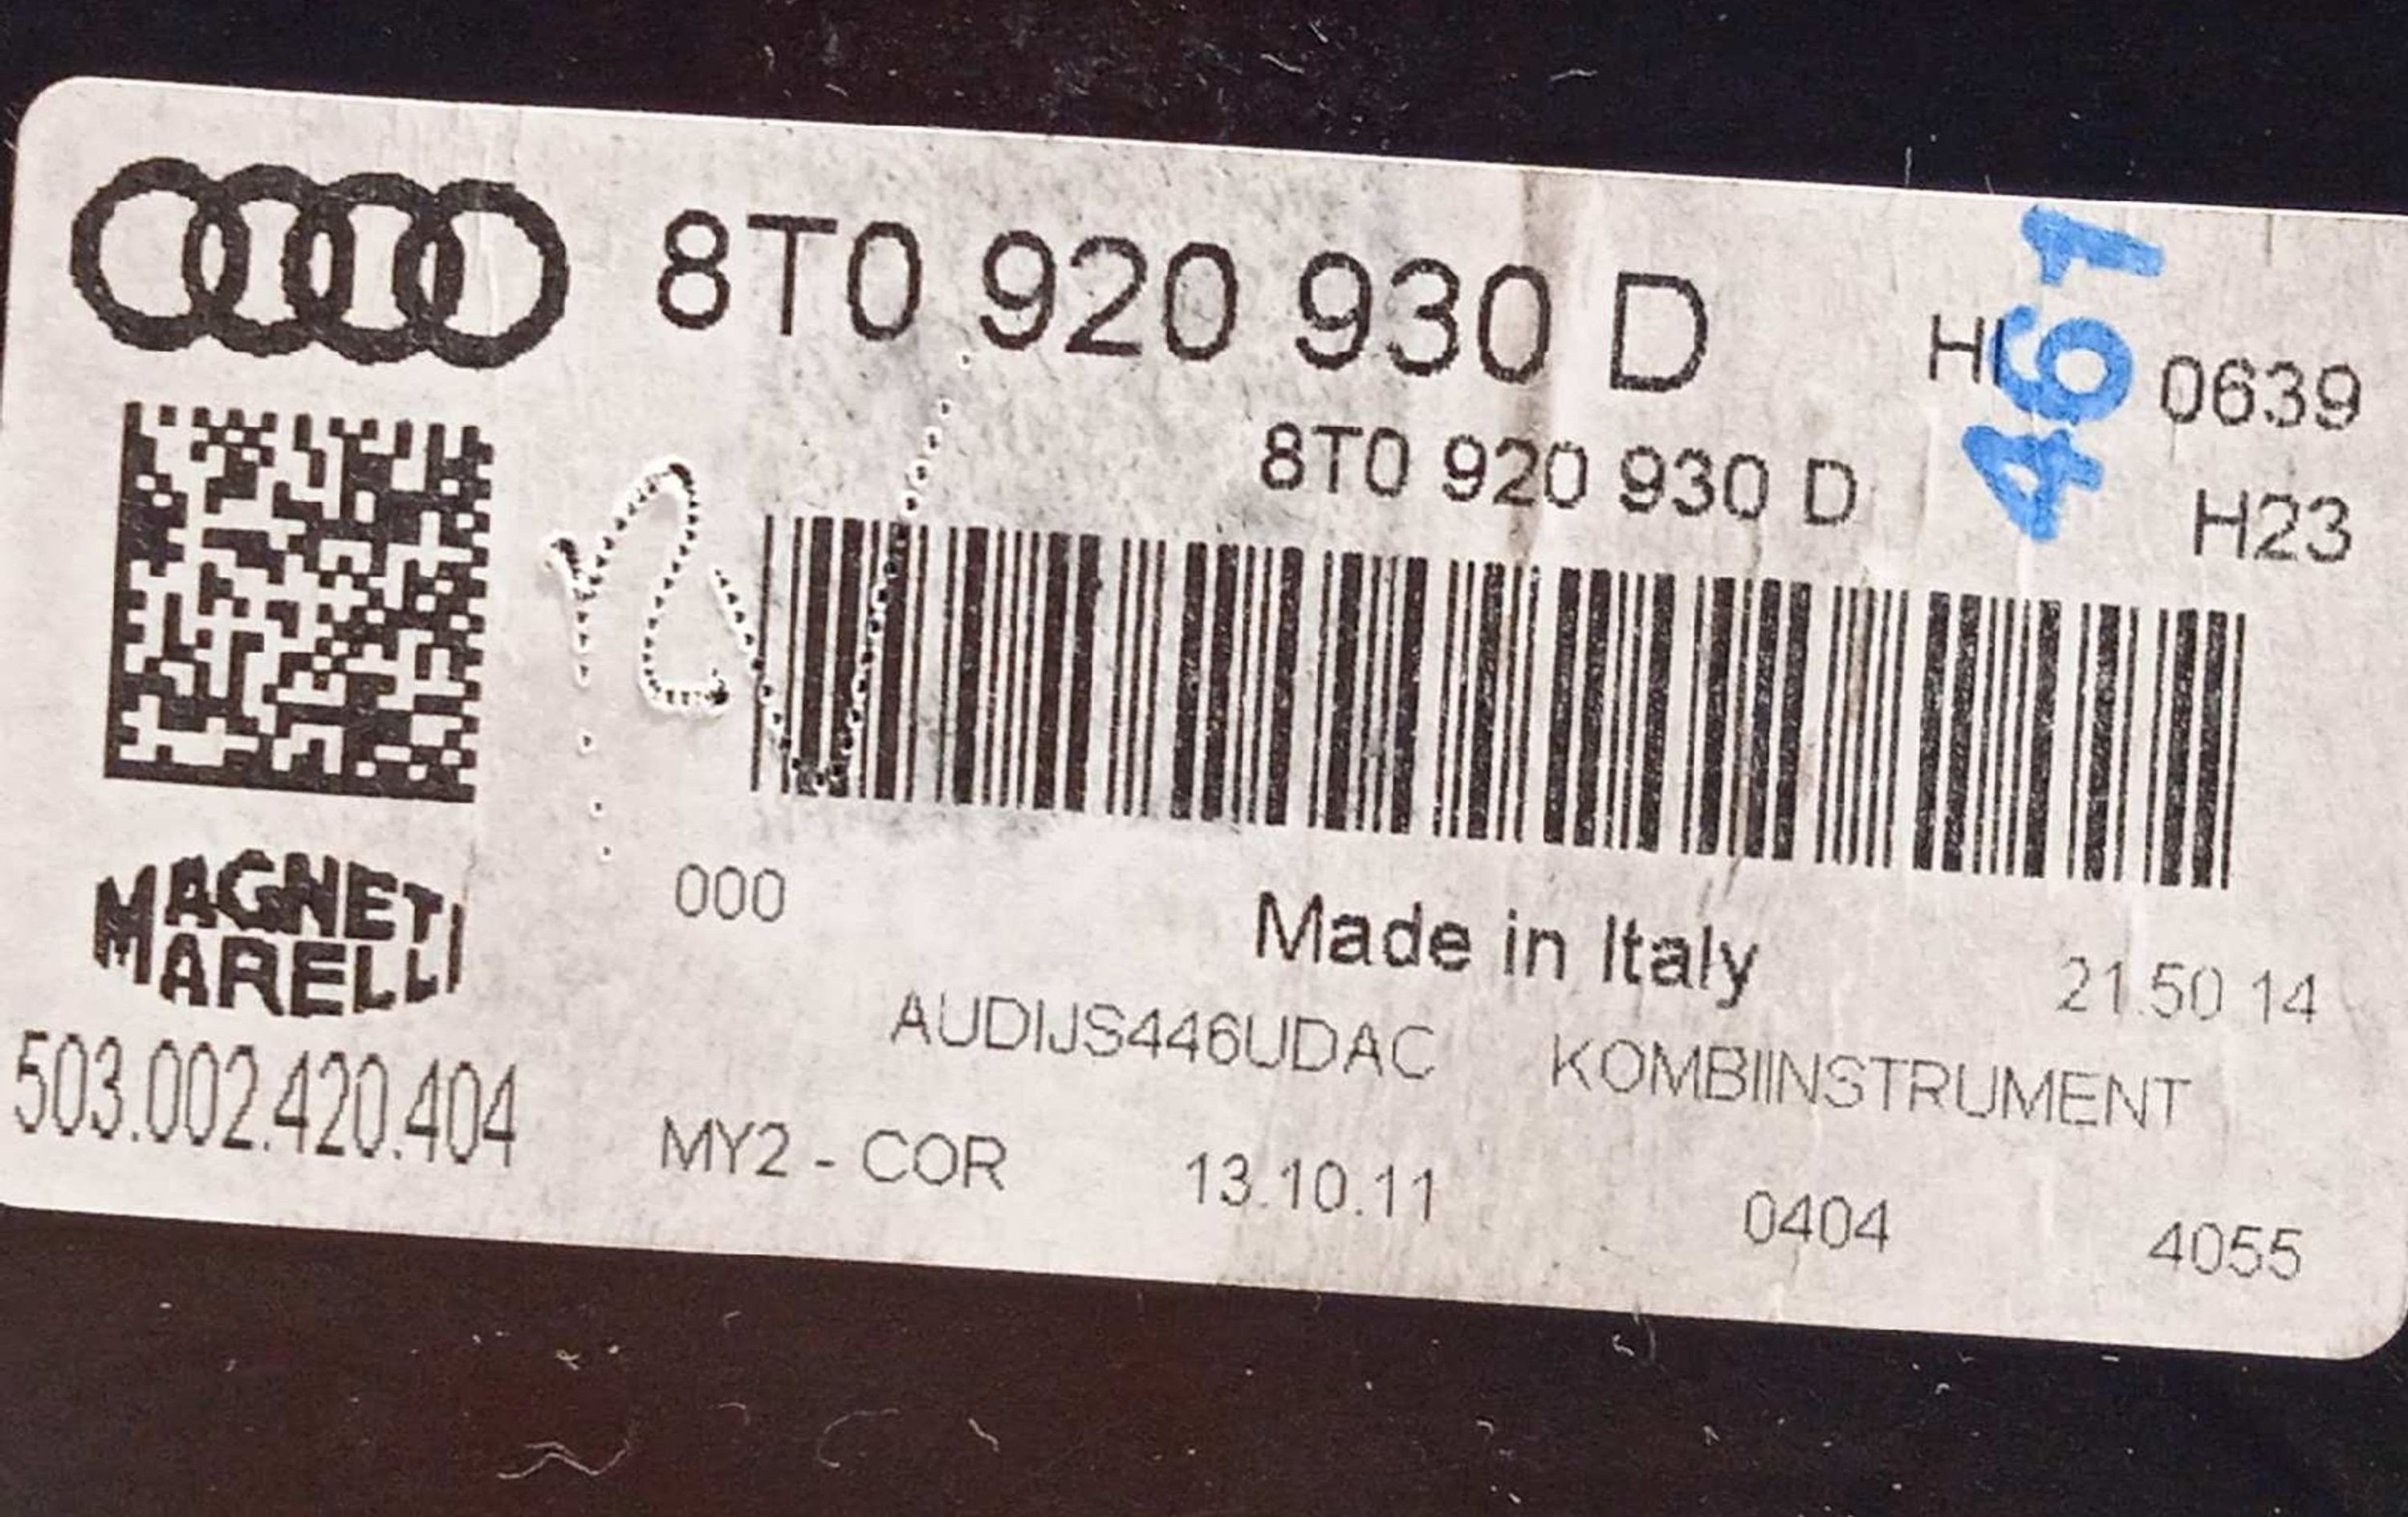 8T0 920 930 D
HI 0639
461
8T0 920 930 D
H23
000
MAGNETI
MARELLI
Made in Italy
21.50 14
AUDIJS446UDAC KOMBIINSTRUMENT
503.002.420.404
MY2 - COR 13.10.11 0404 4055